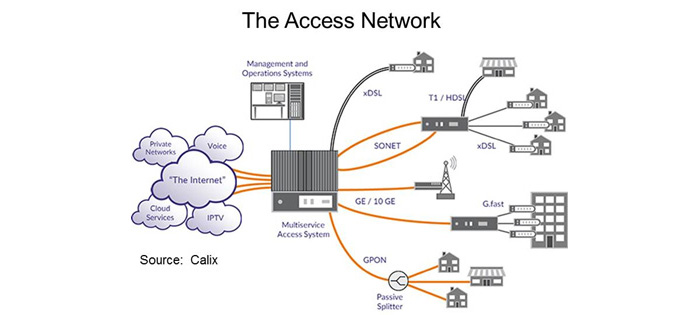 The Access Network
Management and
Operations Systems
xDSL
T1 / HDSL
SONET
xDSL
Private
Networks
Voice
"The Internet"
Cloud
Services
IPTV
GE / 10 GE
G.fast
Multiservice
Access System
GPON
Passive
Splitter
Source: Calix